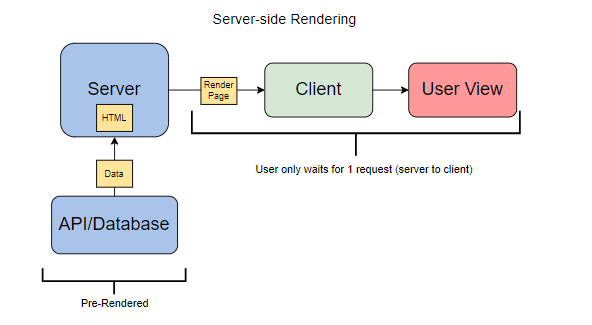 Server-side Rendering
Server
HTML
Render
Page
Client
User View
User only waits for 1 request (server to client)
Data
API/Database
Pre-Rendered